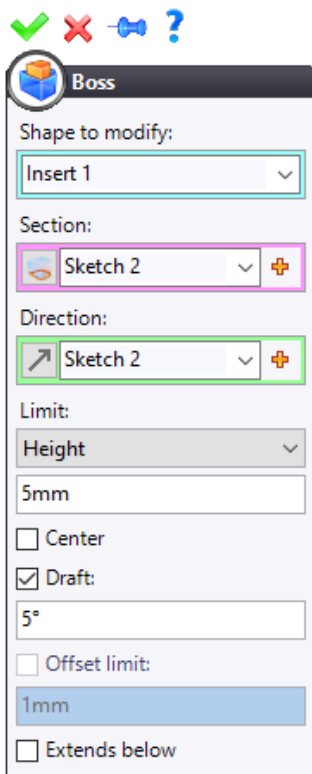 ?
Boss
Shape to modify:
Insert 1
Section:
Sketch 2
Direction:
Sketch 2
Limit:
Height
5mm
Center
Draft:
5°
Offset limit:
1mm
Extends below